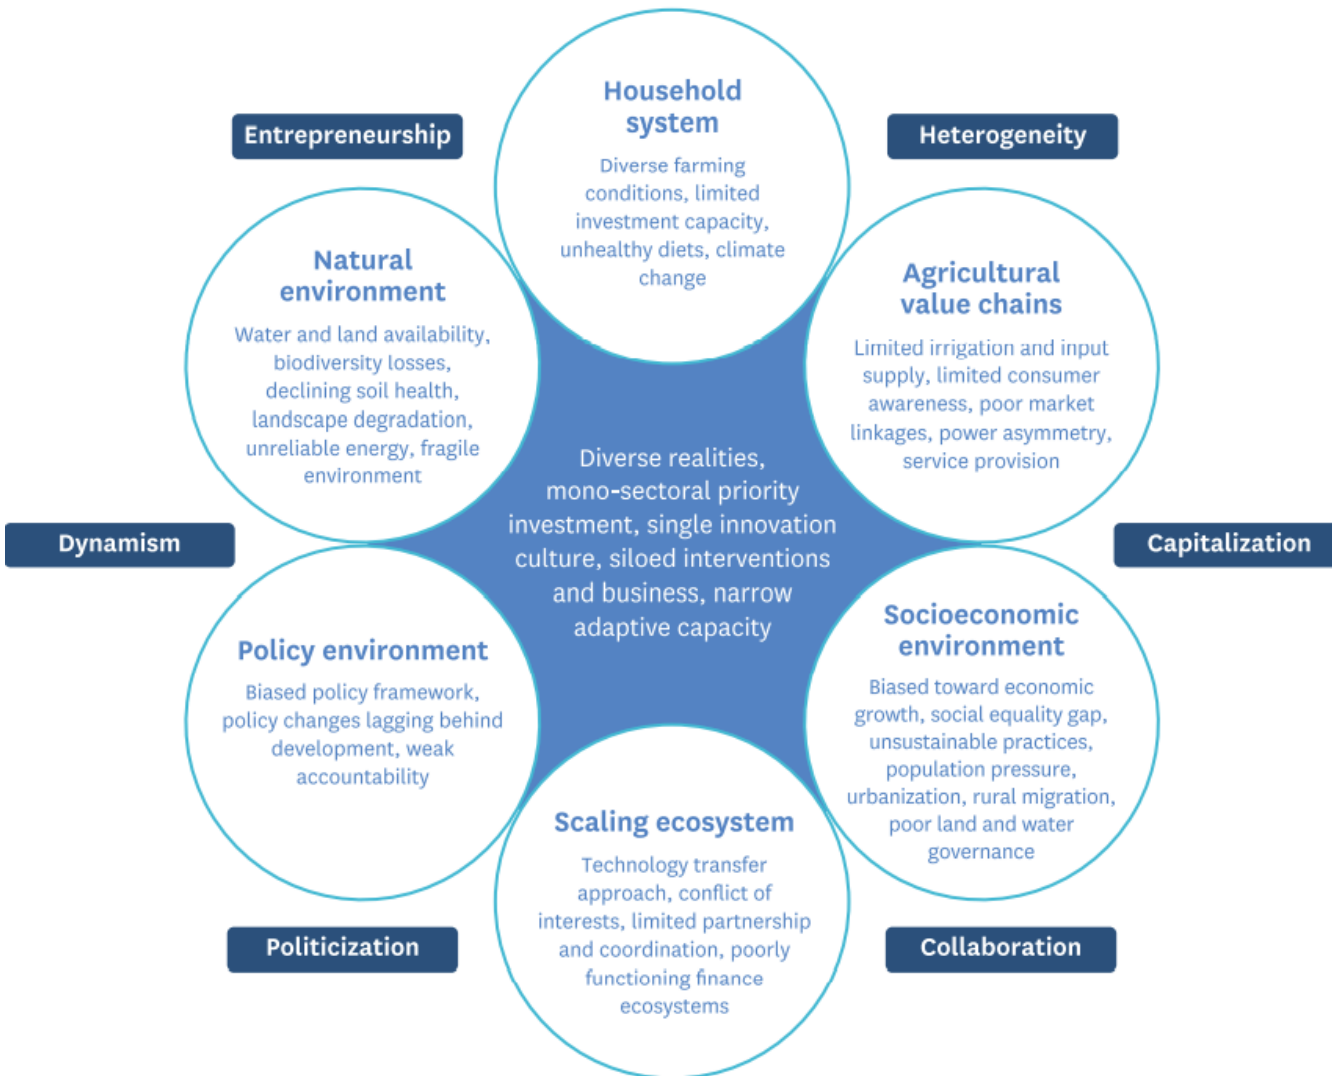 Household
system
Diverse farming
conditions, limited
investment capacity,
unhealthy diets, climate
change
Entrepreneurship
Heterogeneity
Natural
environment
Water and land availability,
biodiversity losses,
declining soil health,
landscape degradation,
unreliable energy, fragile
environment
Agricultural
value chains
Limited irrigation and input
supply, limited consumer
awareness, poor market
linkages, power asymmetry,
service provision
Diverse realities,
mono-sectoral priority
investment, single innovation
culture, siloed interventions
and business, narrow
adaptive capacity
Dynamism
Capitalization
Policy environment
Biased policy framework,
policy changes lagging behind
development, weak
accountability
Socioeconomic
environment
Biased toward economic
growth, social equality gap,
unsustainable practices,
population pressure,
urbanization, rural migration,
poor land and water
governance
Scaling ecosystem
Technology transfer
approach, conflict of
interests, limited partnership
and coordination, poorly
functioning finance
ecosystems
Politicization
Collaboration